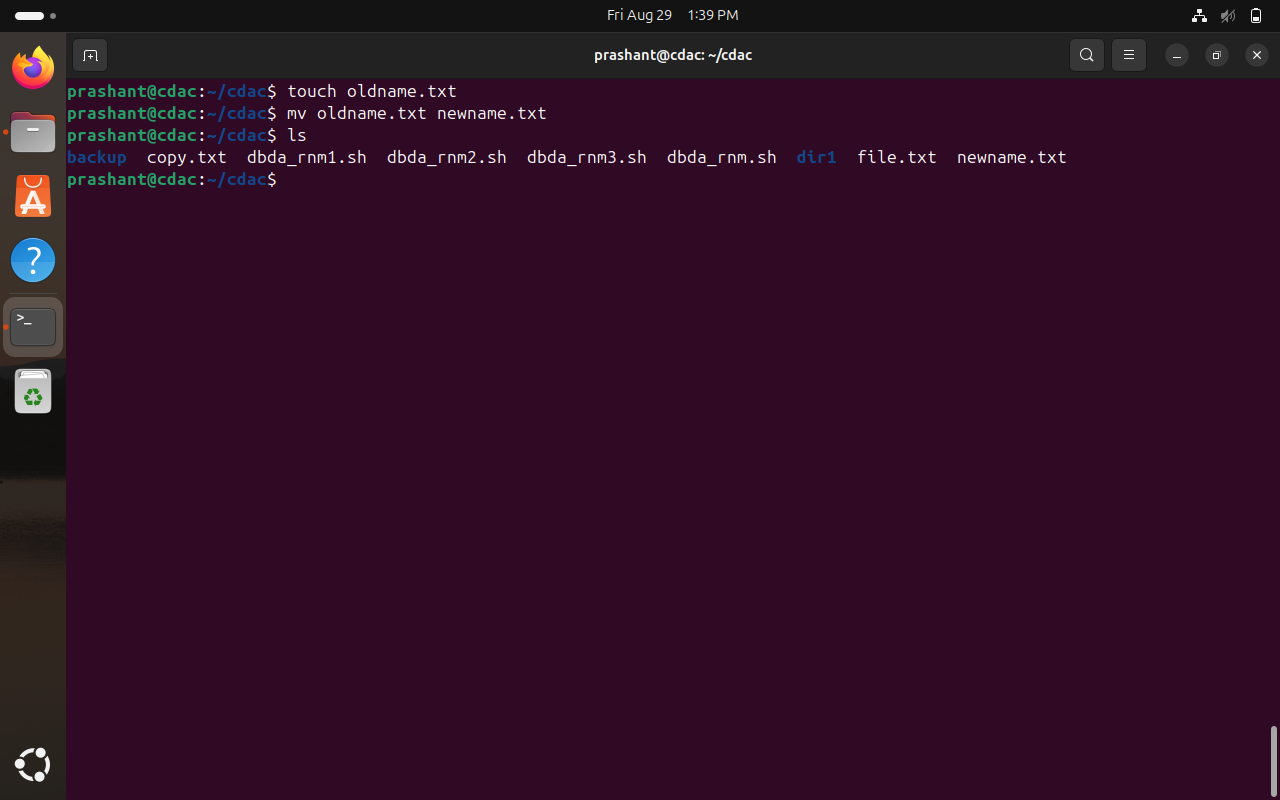 Fri Aug 29 1:39 PM
prashant@cdac: ~/cdac
prashant@cdac:~/cdac$ touch oldname.txt
prashant@cdac:~/cdac$ mv oldname.txt newname.txt
prashant@cdac:~/cdac$ ls
backup copy.txt dbda_rnm1.sh dbda_rnm2.sh dbda_rnm3.sh dbda_rnm.sh dir1 file.txt newname.txt
prashant@cdac:~/cdac$